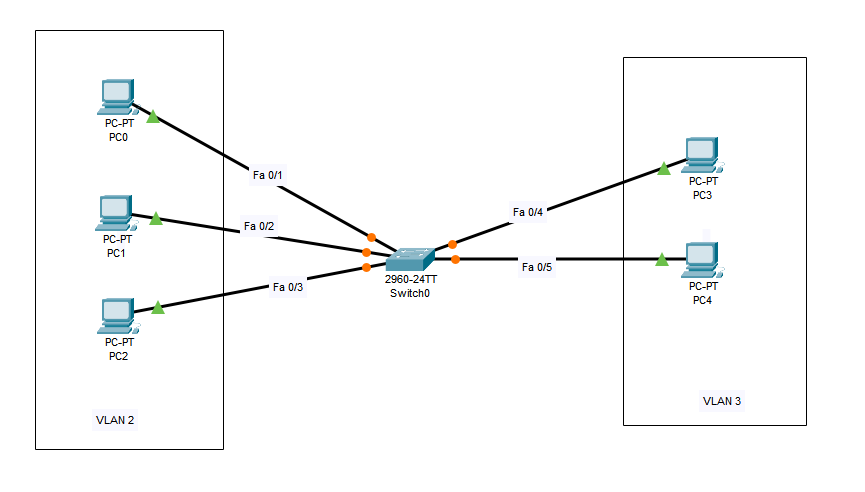 PC-PT
PC0
Fa 0/1
PC-PT
PC1
Fa 0/2
PC-PT
PC2
Fa 0/3
VLAN 2
2960-24TT
Switch0
Fa 0/4
PC-PT
PC3
Fa 0/5
PC-PT
PC4
VLAN 3